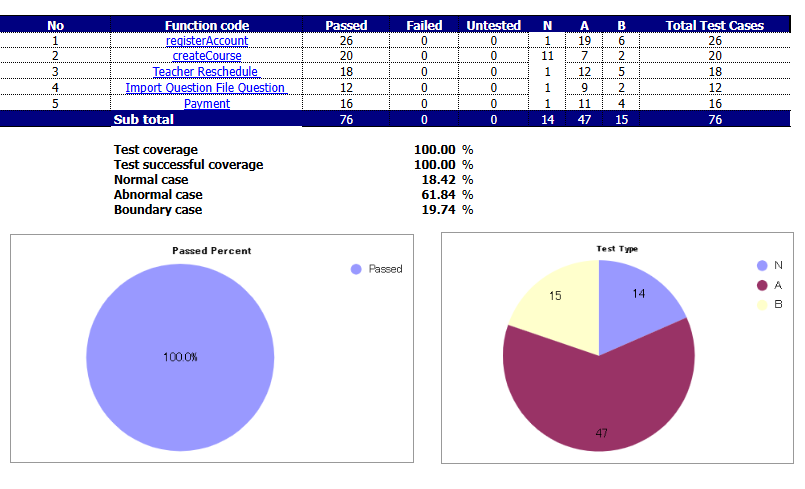 No Function code Passed Failed Untested N A B Total Test Cases
1 registerAccount 26 0 0 1 19 6 26
2 createCourse 20 0 0 11 7 2 20
3 Teacher Reschedule 18 0 0 1 12 5 18
4 Import Question File Question 12 0 0 1 9 2 12
5 Payment 16 0 0 1 11 4 16
Sub total 76 0 0 14 47 15 76
Test coverage 100.00 %
Test successful coverage 100.00 %
Normal case 18.42 %
Abnormal case 61.84 %
Boundary case 19.74 %
Passed Percent
Passed
100.0%
Test Type
N
A
B
15
14
47